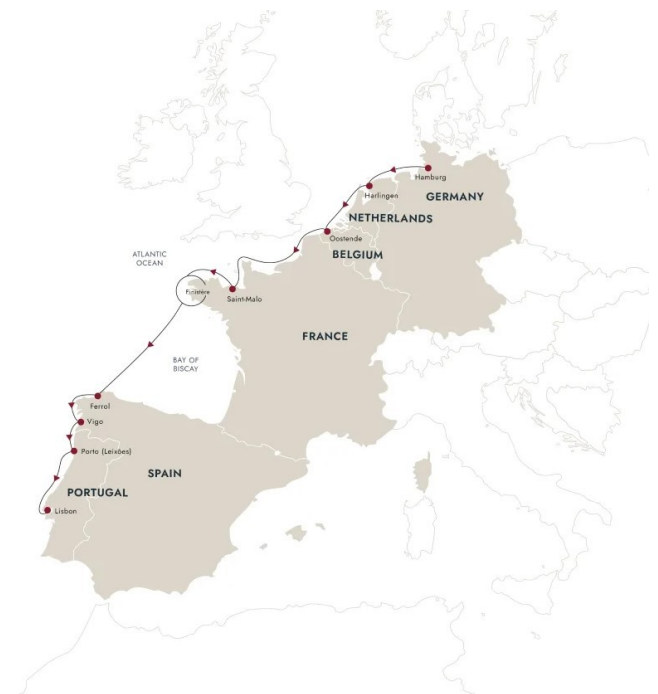 Hamburg
GERMANY
Harlingen
NETHERLANDS
Oostende
BELGIUM
ATLANTIC
OCEAN
Finistère
Saint-Malo
FRANCE
BAY OF
BISCAY
Ferrol
Vigo
Porto (Leixões)
SPAIN
PORTUGAL
Lisbon